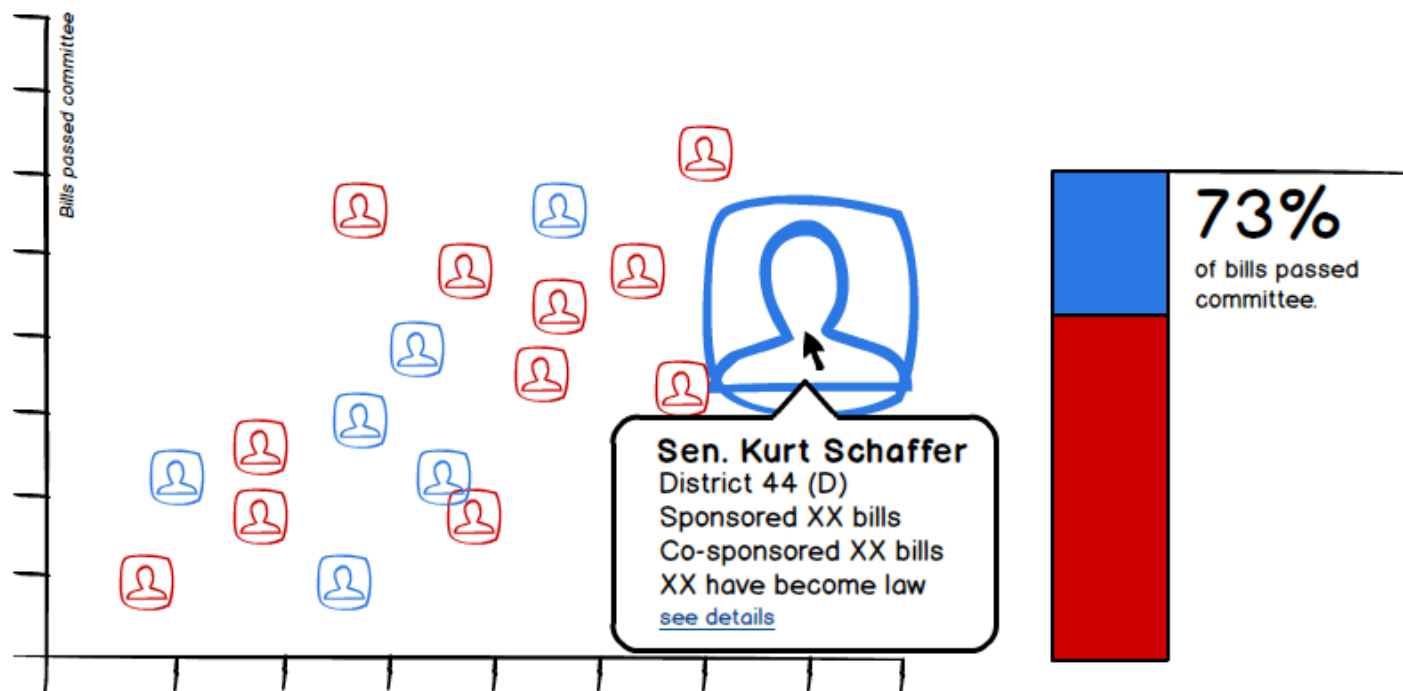 Bills passed committee
73%
of bills passed
committee.
Sen. Kurt Schaffer
District 44 (D)
Sponsored XX bills
Co-sponsored XX bills
XX have become law
see details